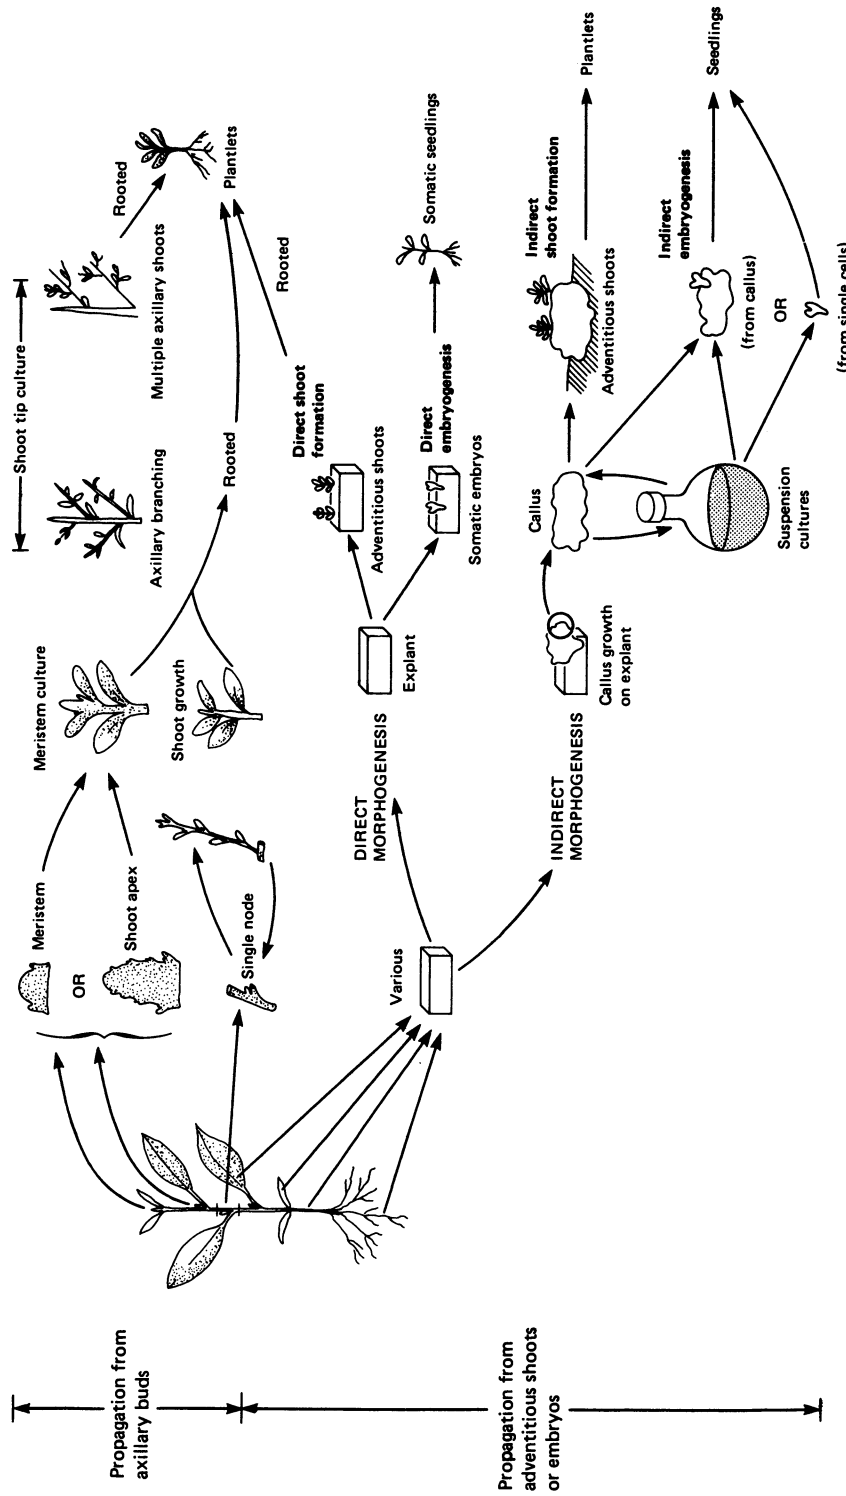 Propagation from
axillary buds
Propagation from
adventitious shoots
or embryos
Meristem
OR
Shoot apex
Single node
Meristem culture
Shoot growth
Shoot tip culture
Axillary branching
Multiple axillary shoots
Rooted
Rooted
Plantlets
Rooted
Various
DIRECT
MORPHOGENESIS
Explant
Direct shoot
formation
Adventitious shoots
Direct
embryogenesis
Somatic embryos
Somatic seedlings
INDIRECT
MORPHOGENESIS
Callus growth
on explant
Callus
Suspension
cultures
Indirect
shoot formation
Adventitious shoots
Plantlets
Indirect
embryogenesis
(from callus)
OR
(from single cells)
Seedlings